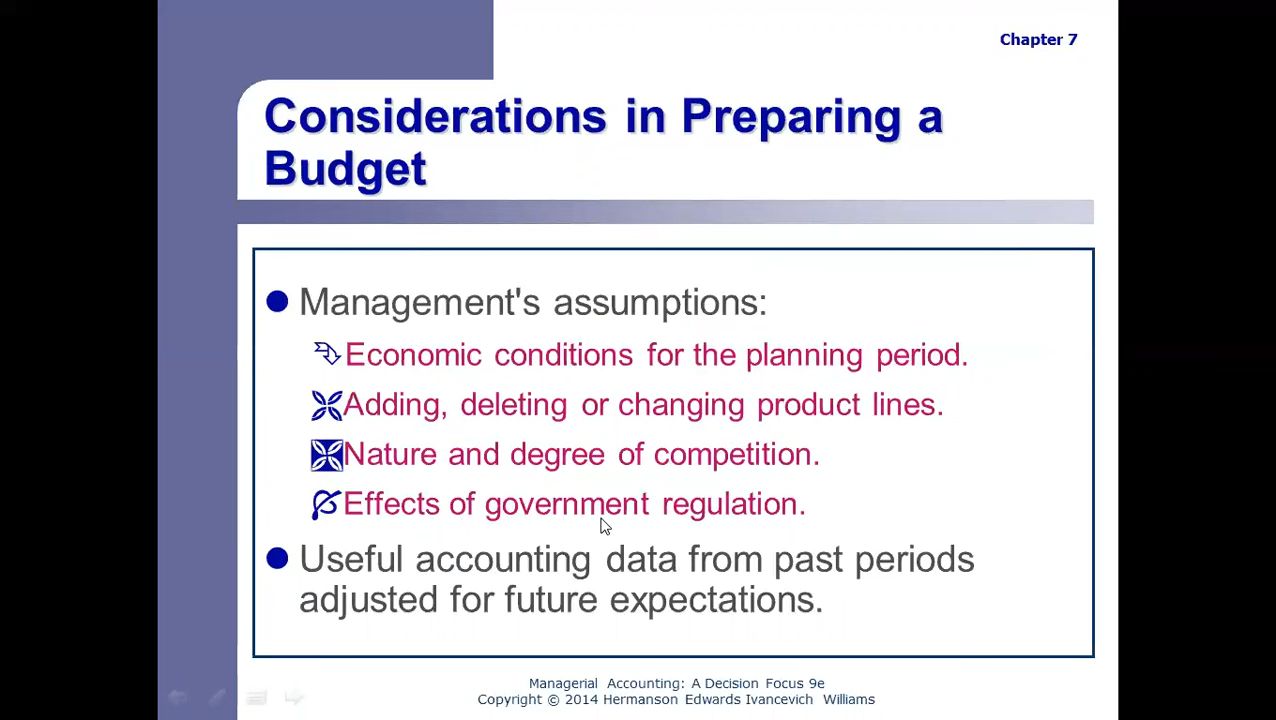 Chapter 7
Considerations in Preparing a
Budget
Management's assumptions:
Economic conditions for the planning period.
Adding, deleting or changing product lines.
Nature and degree of competition.
Effects of government regulation.
Useful accounting data from past periods
adjusted for future expectations.
Managerial Accounting: A Decision Focus 9e
Copyright © 2014 Hermanson Edwards Ivancevich Williams